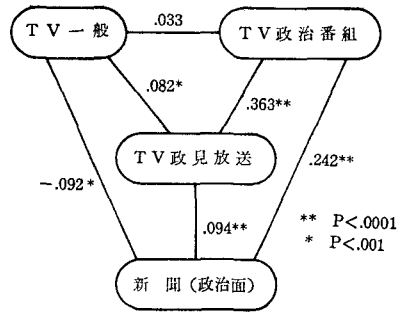 TV一般
.033
TV政治番組
.082*
.363**
TV政見放送
-.092*
.242**
.094**
** P<.0001
* P<.001
新聞(政治面)